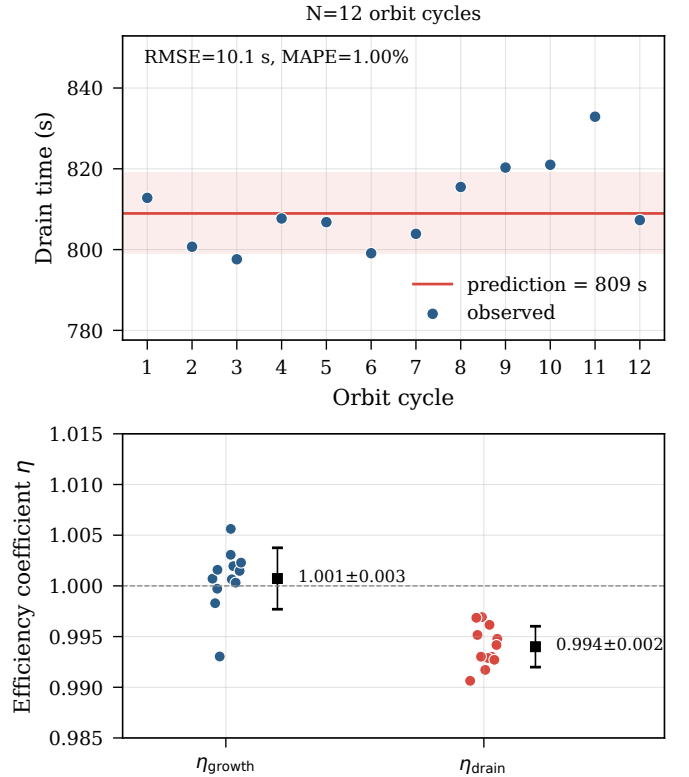 N=12 orbit cycles
RMSE=10.1 s, MAPE=1.00%
840
820
800
780
Drain time (s)
prediction = 809 s
observed
1 2 3 4 5 6 7 8 9 10 11 12
Orbit cycle
1.015
1.010
1.005
1.000
0.995
0.990
0.985
Efficiency coefficient η
1.001±0.003
0.994±0.002
ηgrowth ηdrain